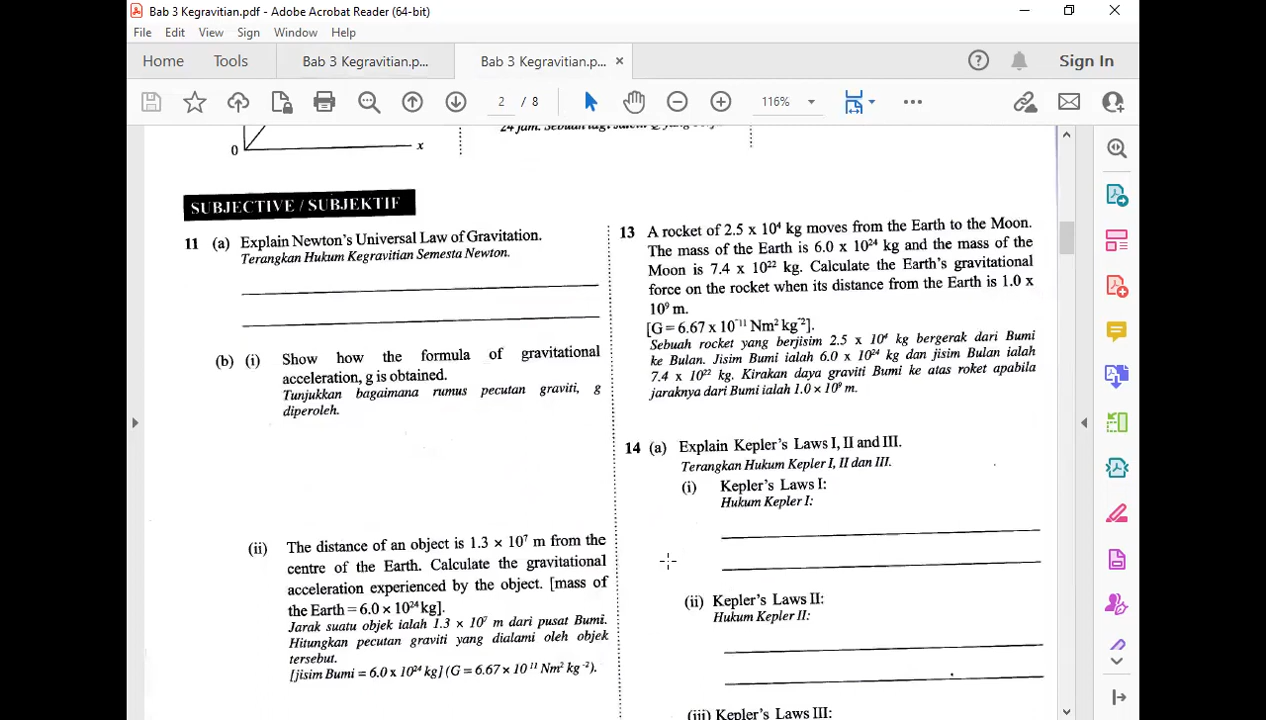 Bab 3 Kegravitian.pdf - Adobe Acrobat Reader (64-bit)
File Edit View Sign Window Help
Home Tools Bab 3 Kegravitian.p... Bab 3 Kegravitian.p... × Sign In
2 / 8 116%
0 x
24 jam. Sebuah lagi
SUBJECTIVE / SUBJEKTIF
11 (a) Explain Newton's Universal Law of Gravitation.
Terangkan Hukum Kegravitian Semesta Newton.
(b) (i) Show how the formula of gravitational
acceleration, g is obtained.
Tunjukkan bagaimana rumus pecutan graviti, g
diperoleh.
(ii) The distance of an object is 1.3 × 10⁷ m from the
centre of the Earth. Calculate the gravitational
acceleration experienced by the object. [mass of
the Earth = 6.0 × 10²⁴ kg].
Jarak suatu objek ialah 1.3 × 10⁷ m dari pusat Bumi.
Hitungkan pecutan graviti yang dialami oleh objek
tersebut.
[jisim Bumi = 6.0 x 10²⁴ kg] (G = 6.67 × 10⁻¹¹ Nm² kg⁻²).
13 A rocket of 2.5 x 10⁴ kg moves from the Earth to the Moon.
The mass of the Earth is 6.0 x 10²⁴ kg and the mass of the
Moon is 7.4 x 10²² kg. Calculate the Earth's gravitational
force on the rocket when its distance from the Earth is 1.0 x
10⁹ m.
[G = 6.67 x 10⁻¹¹ Nm² kg⁻²].
Sebuah rocket yang berjisim 2.5 x 10⁴ kg bergerak dari Bumi
ke Bulan. Jisim Bumi ialah 6.0 x 10²⁴ kg dan jisim Bulan ialah
7.4 x 10²² kg. Kirakan daya graviti Bumi ke atas roket apabila
jaraknya dari Bumi ialah 1.0 × 10⁹ m.
14 (a) Explain Kepler's Laws I, II and III.
Terangkan Hukum Kepler I, II dan III.
(i) Kepler's Laws I:
Hukum Kepler I:
(ii) Kepler's Laws II:
Hukum Kepler II:
(iii) Kepler's Laws III: